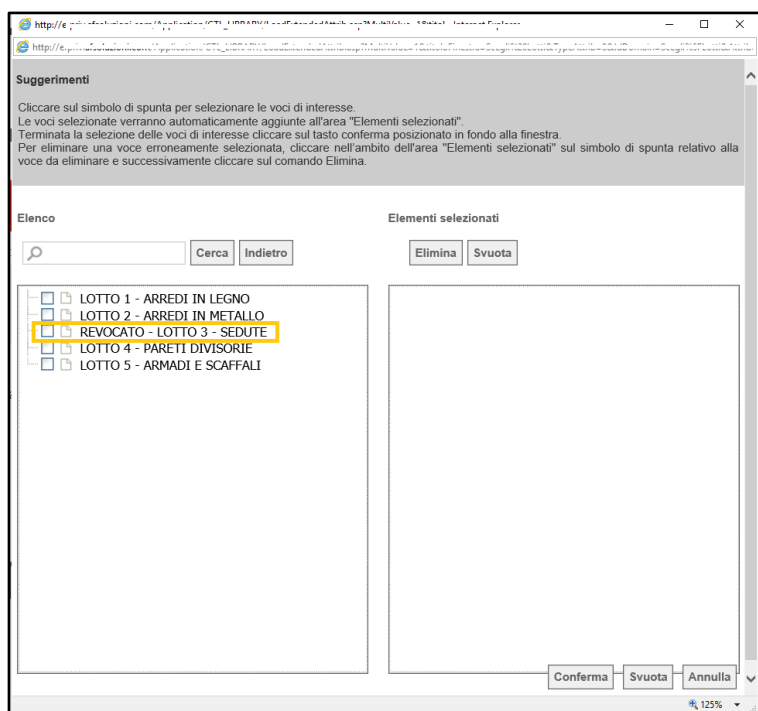 Suggerimenti
Cliccare sul simbolo di spunta per selezionare le voci di interesse.
Le voci selezionate verranno automaticamente aggiunte all'area "Elementi selezionati".
Terminata la selezione delle voci di interesse cliccare sul tasto conferma posizionato in fondo alla finestra.
Per eliminare una voce erroneamente selezionata, cliccare nell'ambito dell'area "Elementi selezionati" sul simbolo di spunta relativo alla
voce da eliminare e successivamente cliccare sul comando Elimina.
Elenco
Elementi selezionati
Cerca Indietro
Elimina Svuota
LOTTO 1 - ARREDI IN LEGNO
LOTTO 2 - ARREDI IN METALLO
REVOCATO - LOTTO 3 - SEDUTE
LOTTO 4 - PARETI DIVISORIE
LOTTO 5 - ARMADI E SCAFFALI
Conferma Svuota Annulla
125%